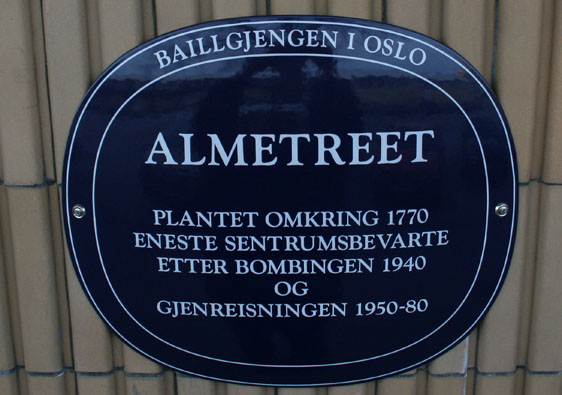 BAILLGJENGEN I OSLO
ALMETREET
PLANTET OMKRING 1770
ENESTE SENTRUMSBEVARTE
ETTER BOMBINGEN 1940
OG
GJENREISNINGEN 1950-80